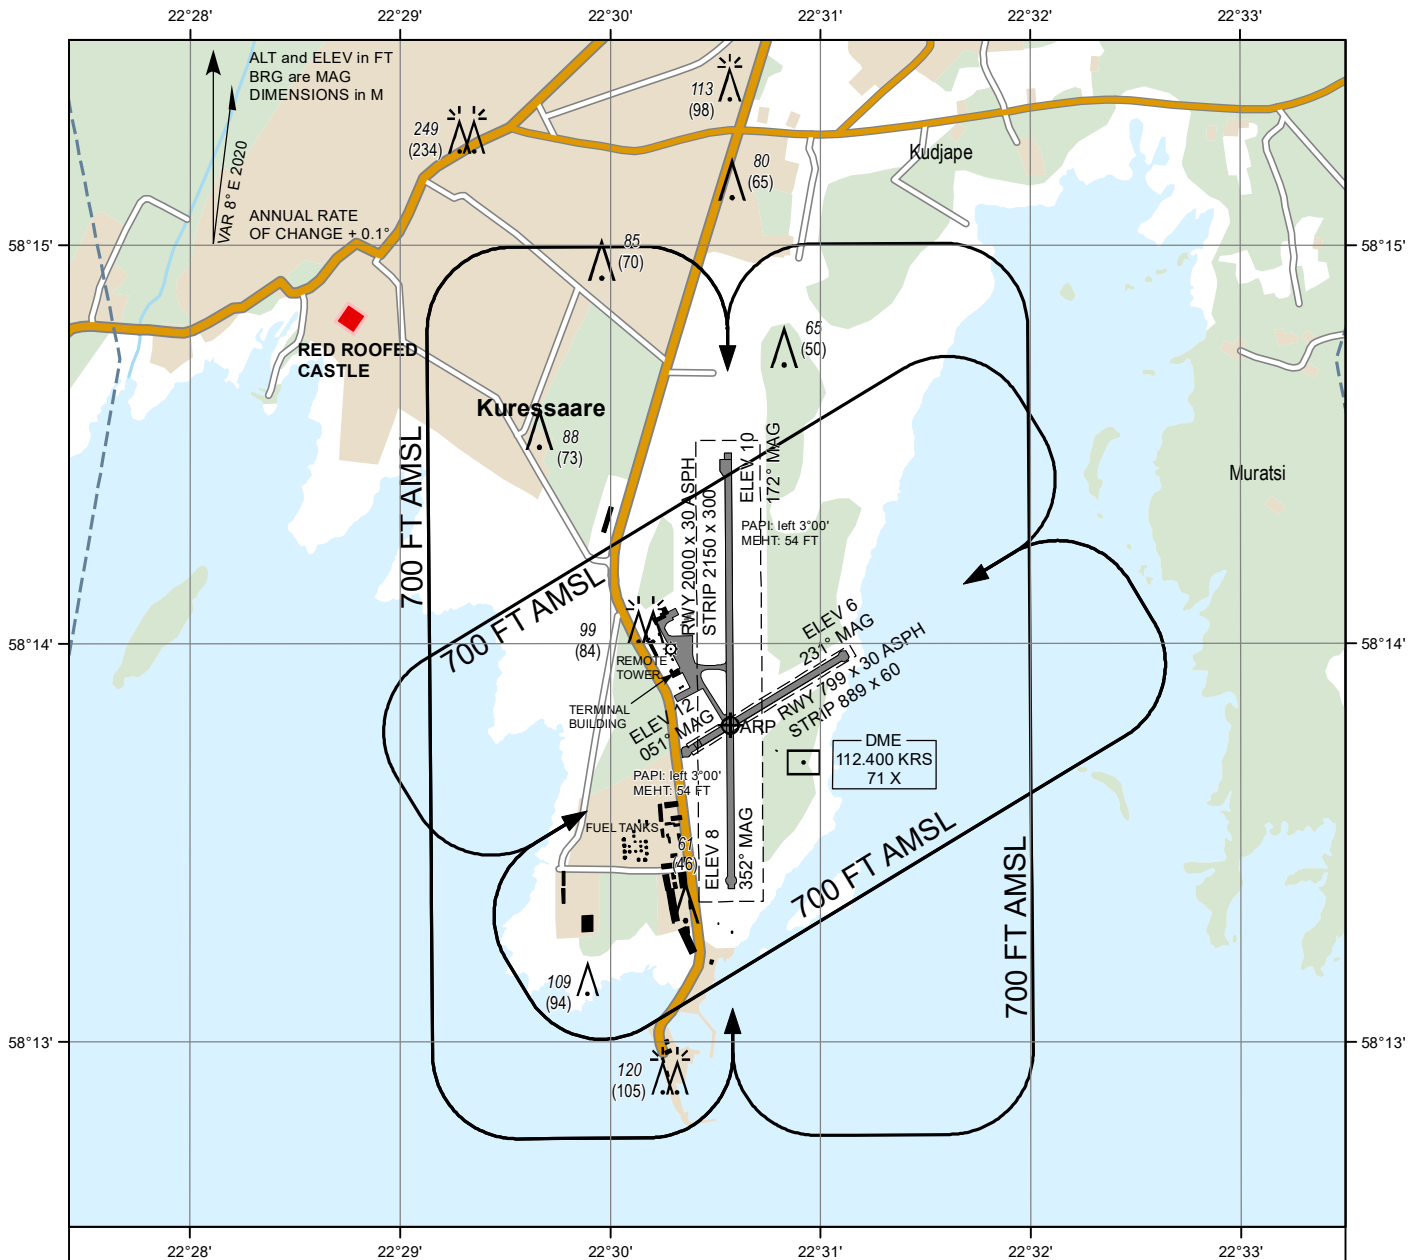 22°28'
22°29'
22°30'
22°31'
22°32'
22°33'
ALT and ELEV in FT
BRG are MAG
DIMENSIONS in M
VAR 8° E 2020
ANNUAL RATE
OF CHANGE + 0.1°
249
(234)
113
(98)
80
(65)
Kudjape
58°15'
58°15'
85
(70)
65
(50)
RED ROOFED
CASTLE
Kuressaare
88
(73)
Muratsi
700 FT AMSL
700 FT AMSL
RWY 2000 x 30 ASPH
STRIP 2150 x 300
ELEV 10
172° MAG
PAPI: left 3°00'
MEHT: 54 FT
58°14'
58°14'
99
(84)
REMOTE
TOWER
TERMINAL
BUILDING
ELEV 12
051° MAG
ELEV 6
231° MAG
RWY 799 x 30 ASPH
STRIP 889 x 60
ARP
DME
112.400 KRS
71 X
PAPI: left 3°00'
MEHT: 54 FT
FUEL TANKS
61
(46)
ELEV 8
352° MAG
700 FT AMSL
700 FT AMSL
109
(94)
58°13'
58°13'
120
(105)
22°28'
22°29'
22°30'
22°31'
22°32'
22°33'